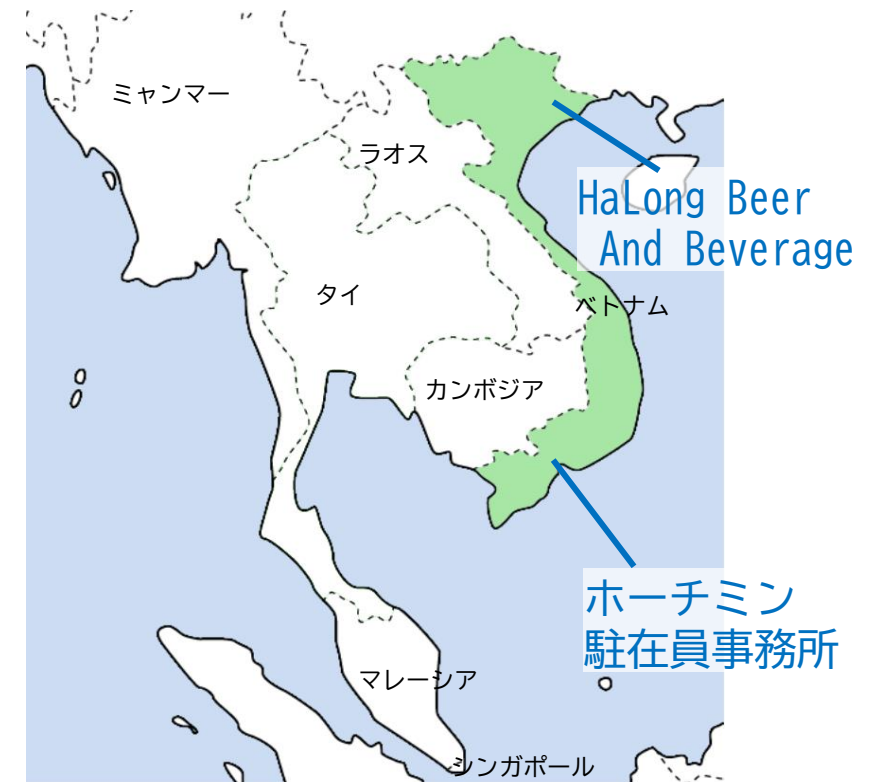 ミャンマー
ラオス
HaLong Beer
And Beverage
タイ
ベトナム
カンボジア
ホーチミン
駐在員事務所
マレーシア
シンガポール